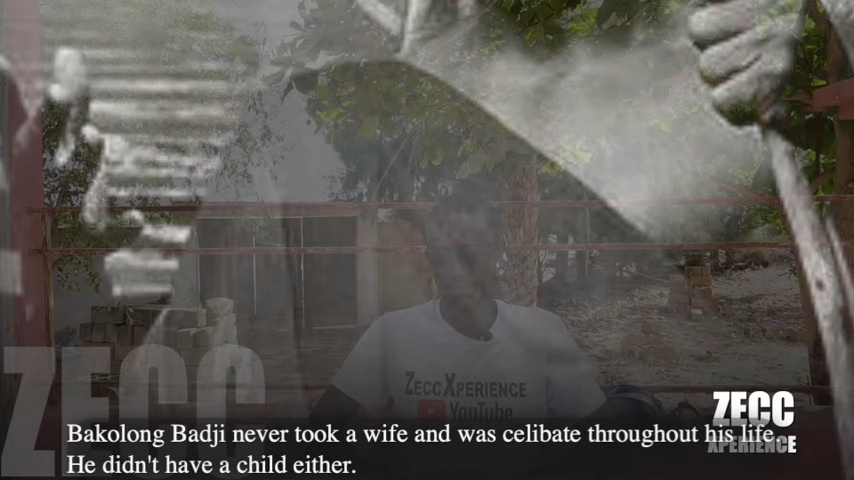 ZECCXPERIENCE
YouTube
ZECC
ZECC
XPERIENCE
Bakolong Badji never took a wife and was celibate throughout his life.
He didn't have a child either.